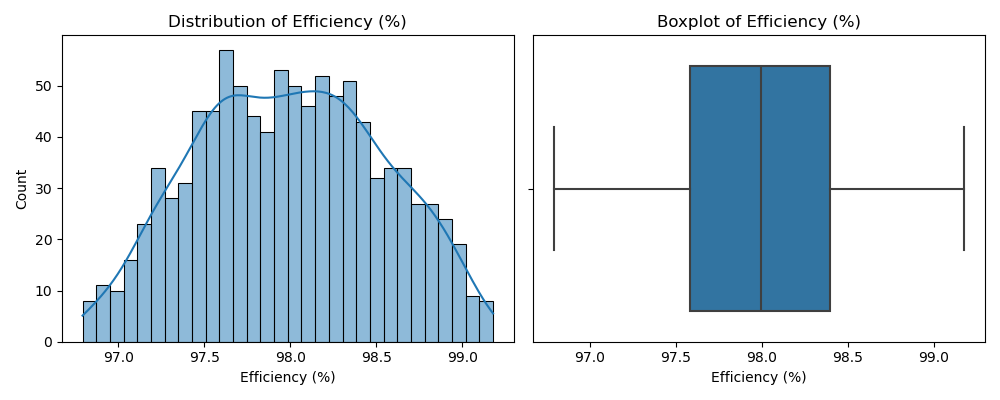 Distribution of Efficiency (%)
50
40
30
20
10
0
Count
97.0 97.5 98.0 98.5 99.0
Efficiency (%)
Boxplot of Efficiency (%)
97.0 97.5 98.0 98.5 99.0
Efficiency (%)